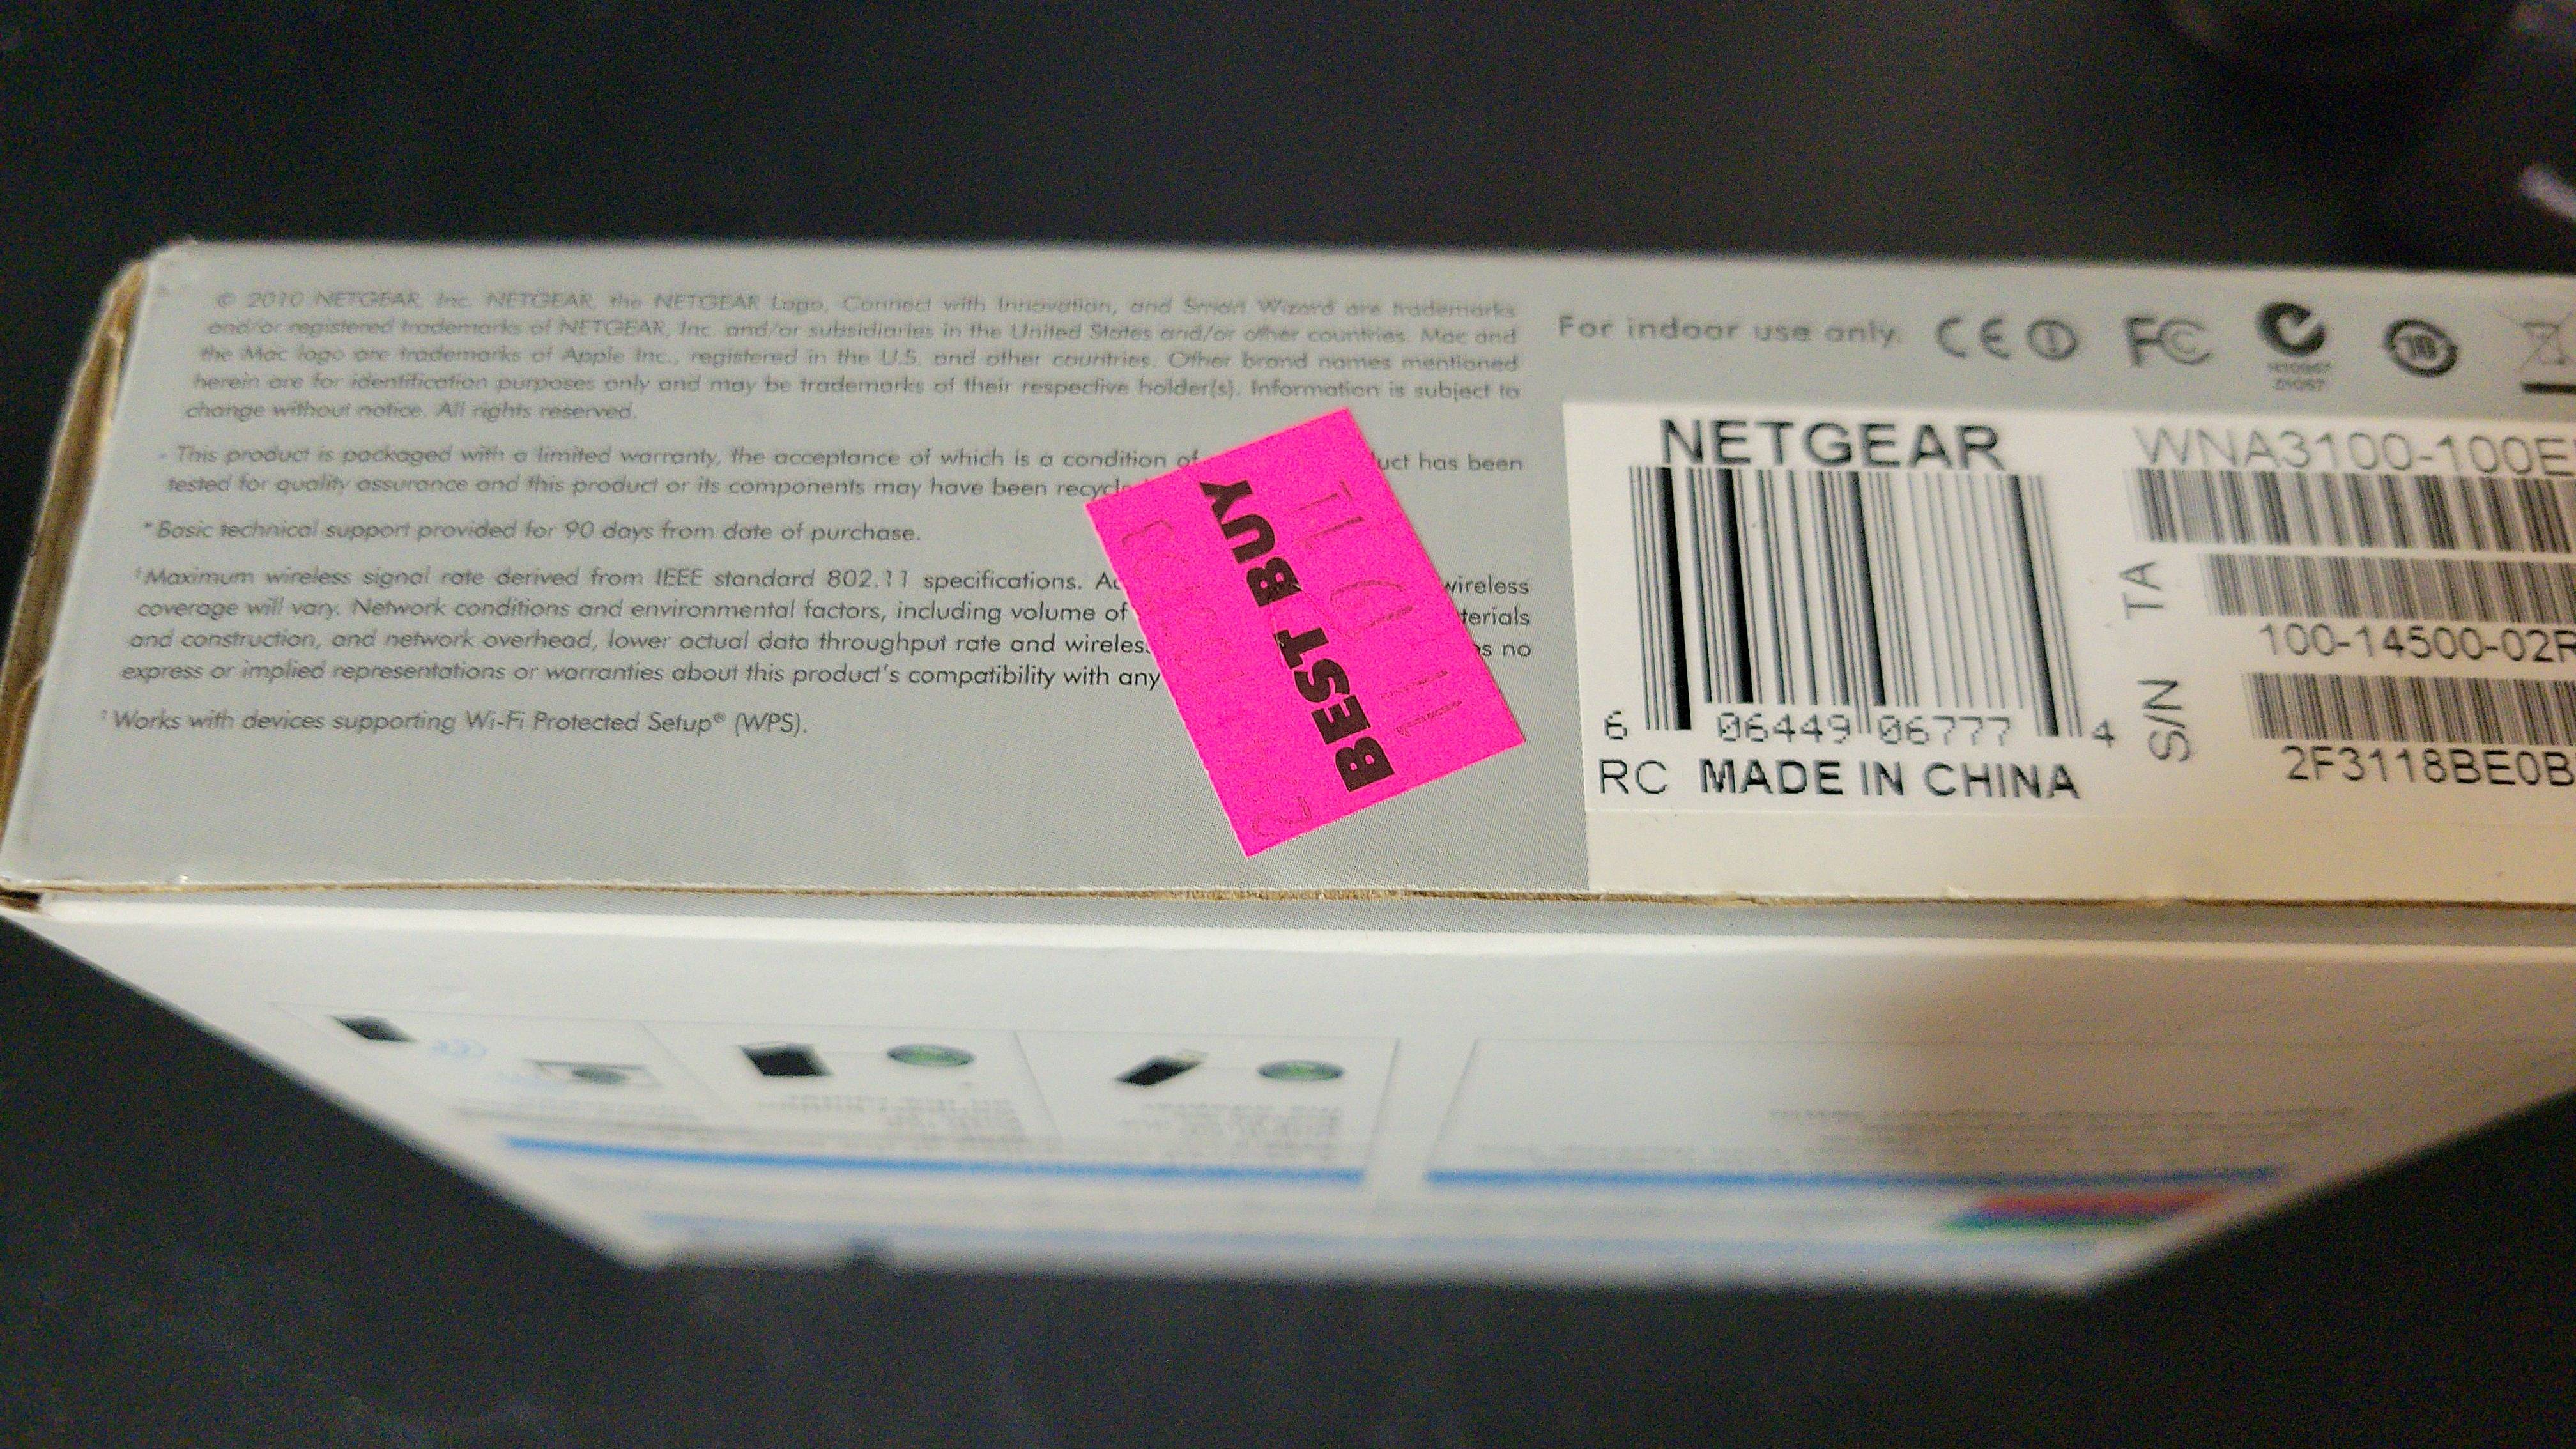 © 2010 NETGEAR, Inc. NETGEAR, the NETGEAR Logo, Connect with Innovation, and Smart Wizard are trademarks
and/or registered trademarks of NETGEAR, Inc. and/or subsidiaries in the United States and/or other countries. Mac and
the Mac logo are trademarks of Apple Inc., registered in the U.S. and other countries. Other brand names mentioned
herein are for identification purposes only and may be trademarks of their respective holder(s). Information is subject to
change without notice. All rights reserved.
This product is packaged with a limited warranty, the acceptance of which is a condition of has been
tested for quality assurance and this product or its components may have been
*Basic technical support provided for 90 days from date of purchase.
†Maximum wireless signal rate derived from IEEE standard 802.11 specifications. wireless
coverage will vary. Network conditions and environmental factors, including volume of
and construction, and network overhead, lower actual data throughput rate and no
express or implied representations or warranties about this product's compatibility with any
Works with devices supporting Wi-Fi Protected Setup® (WPS).
BEST BUY
For indoor use only. CE FC
NETGEAR
6 06449 06777 4
RC MADE IN CHINA
WNA3100-100E
TA
100-14500-02R
S/N
2F3118BE0B